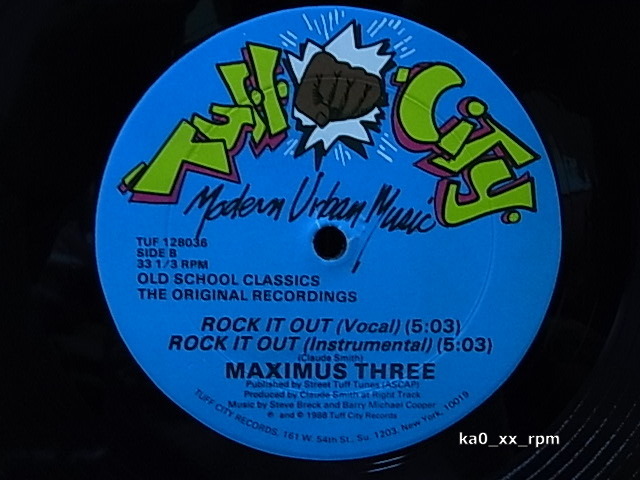 Tuff City
Modern Urban Music
TUF 128036
SIDE B
33 1/3 RPM
OLD SCHOOL CLASSICS
THE ORIGINAL RECORDINGS
ROCK IT OUT (Vocal) (5:03)
ROCK IT OUT (Instrumental) (5:03)
(Claude Smith)
MAXIMUS THREE
Published by Street Tuff Tunes (ASCAP)
Produced by Claude Smith at Right Track
Music by Steve Breck and Barry Michael Cooper
℗ and © 1988 Tuff City Records
TUFF CITY RECORDS, 161 W. 54th St., Su. 1203, New York, 10019
ka0_xx_rpm